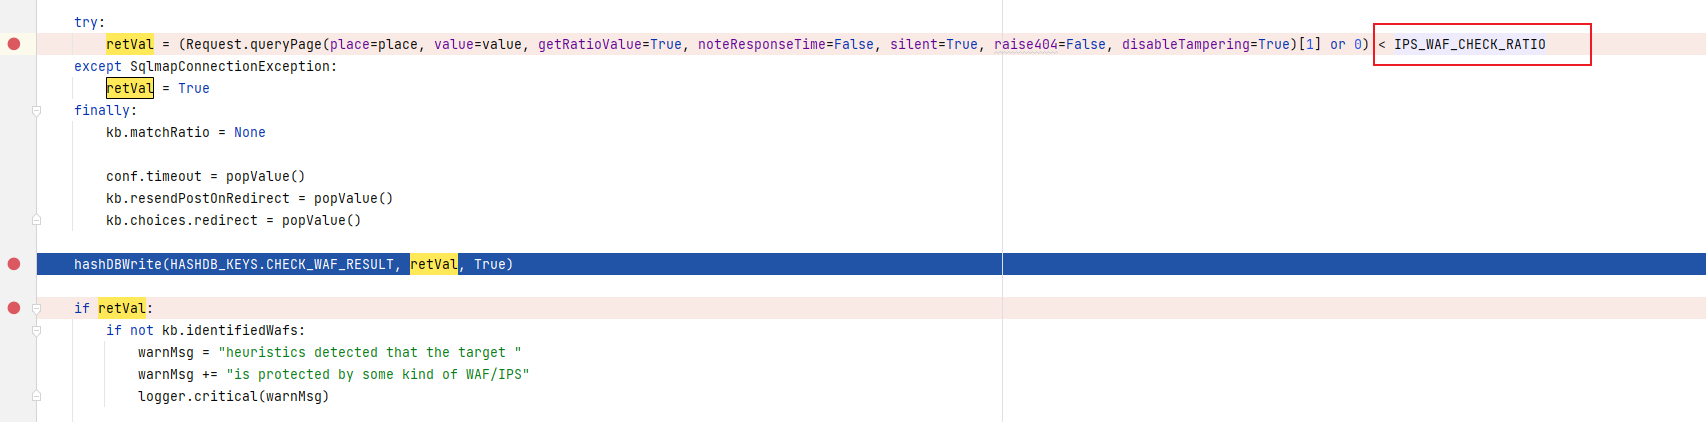 try:
retVal = (Request.queryPage(place=place, value=value, getRatioValue=True, noteResponseTime=False, silent=True, raise404=False, disableTampering=True)[1] or 0) < IPS_WAF_CHECK_RATIO
except SqlmapConnectionException:
retVal = True
finally:
kb.matchRatio = None
conf.timeout = popValue()
kb.resendPostOnRedirect = popValue()
kb.choices.redirect = popValue()
hashDBWrite(HASHDB_KEYS.CHECK_WAF_RESULT, retVal, True)
if retVal:
if not kb.identifiedWafs:
warnMsg = "heuristics detected that the target "
warnMsg += "is protected by some kind of WAF/IPS"
logger.critical(warnMsg)